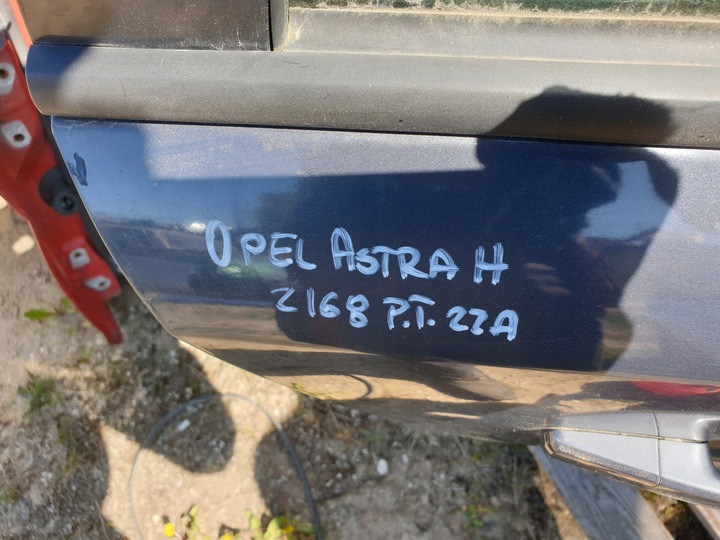 OPEL ASTRA H
Z168 P.T. 22A